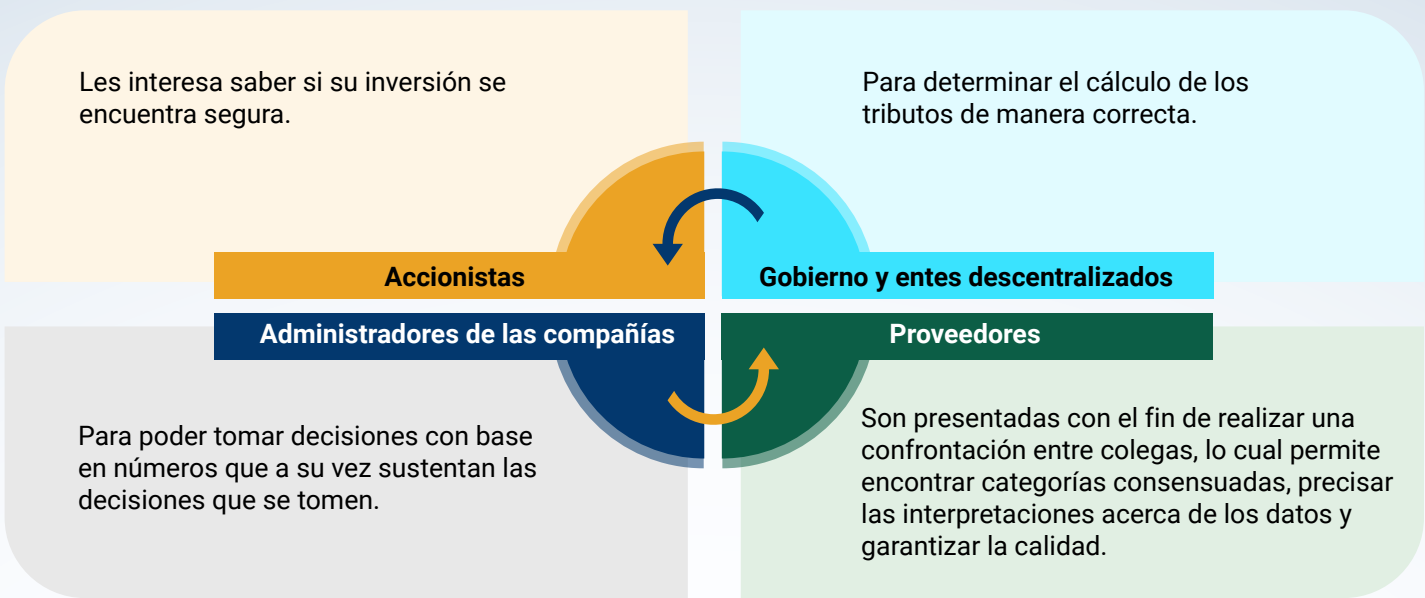 Les interesa saber si su inversión se
encuentra segura.
Para determinar el cálculo de los
tributos de manera correcta.
Accionistas
Gobierno y entes descentralizados
Administradores de las compañías
Proveedores
Para poder tomar decisiones con base
en números que a su vez sustentan las
decisiones que se tomen.
Son presentadas con el fin de realizar una
confrontación entre colegas, lo cual permite
encontrar categorías consensuadas, precisar
las interpretaciones acerca de los datos y
garantizar la calidad.